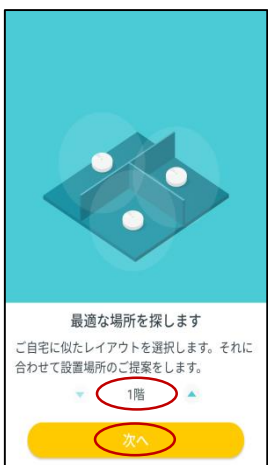 最適な場所を探します
ご自宅に似たレイアウトを選択します。それに
合わせて設置場所のご提案をします。
▼ 1階 ▲
次へ